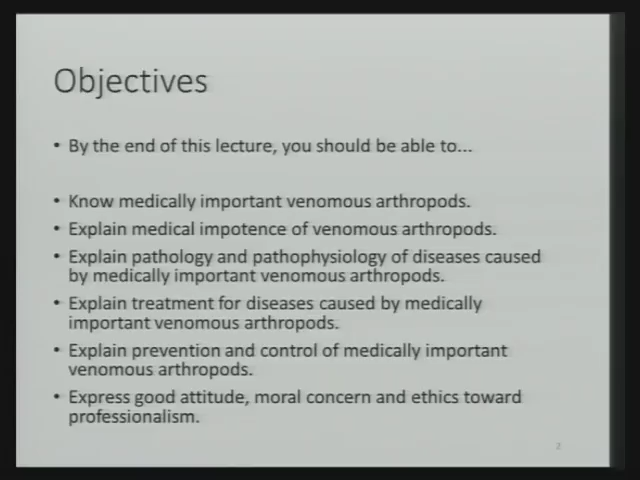 Objectives
• By the end of this lecture, you should be able to...
• Know medically important venomous arthropods.
• Explain medical impotence of venomous arthropods.
• Explain pathology and pathophysiology of diseases caused
by medically important venomous arthropods.
• Explain treatment for diseases caused by medically
important venomous arthropods.
• Explain prevention and control of medically important
venomous arthropods.
• Express good attitude, moral concern and ethics toward
professionalism.
2